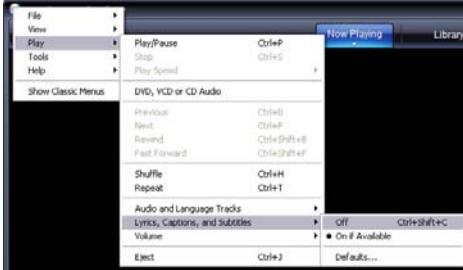 File
View
Play
Tools
Help
Show Classic Menus
Now Playing
Library
Play/Pause Ctrl+P
Stop Ctrl+S
Play Speed
DVD, VCD or CD Audio
Previous Ctrl+B
Next Ctrl+F
Rewind Ctrl+Shift+B
Fast Forward Ctrl+Shift+F
Shuffle Ctrl+H
Repeat Ctrl+T
Audio and Language Tracks
Lyrics, Captions, and Subtitles
Volume
Eject Ctrl+J
Off Ctrl+Shift+C
On if Available
Defaults...